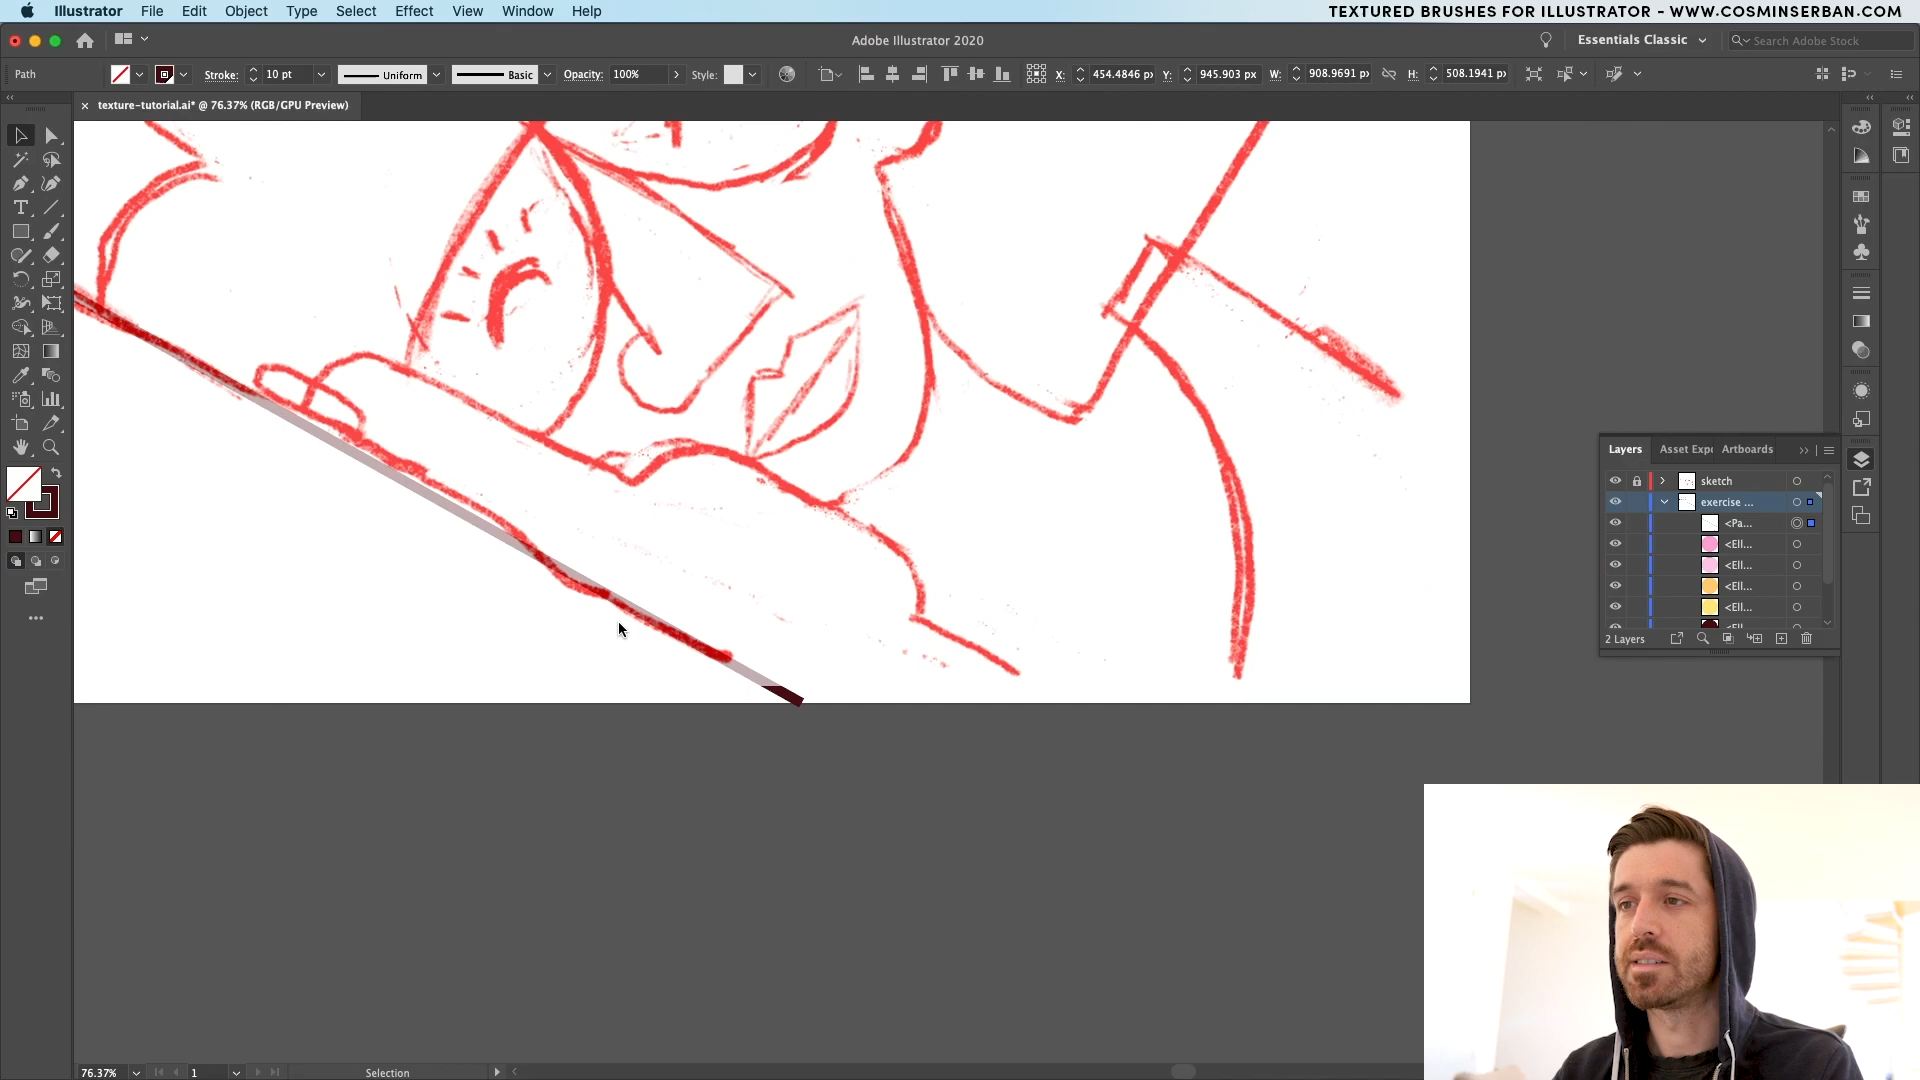 Illustrator File Edit Object Type Select Effect View Window Help
TEXTURED BRUSHES FOR ILLUSTRATOR - WWW.COSMINSERBAN.COM
Adobe Illustrator 2020
Essentials Classic
Search Adobe Stock
Path
Stroke: 10 pt
Uniform
Basic
Opacity: 100%
Style:
X: 454.4846 px
Y: 945.903 px
W: 908.9691 px
H: 508.1941 px
texture-tutorial.ai* @ 76.37% (RGB/GPU Preview)
Layers Asset Expo Artboards
sketch
exercise ...
<Pa...
<Ell...
<Ell...
<Ell...
<Ell...
2 Layers
76.37%
1
Selection